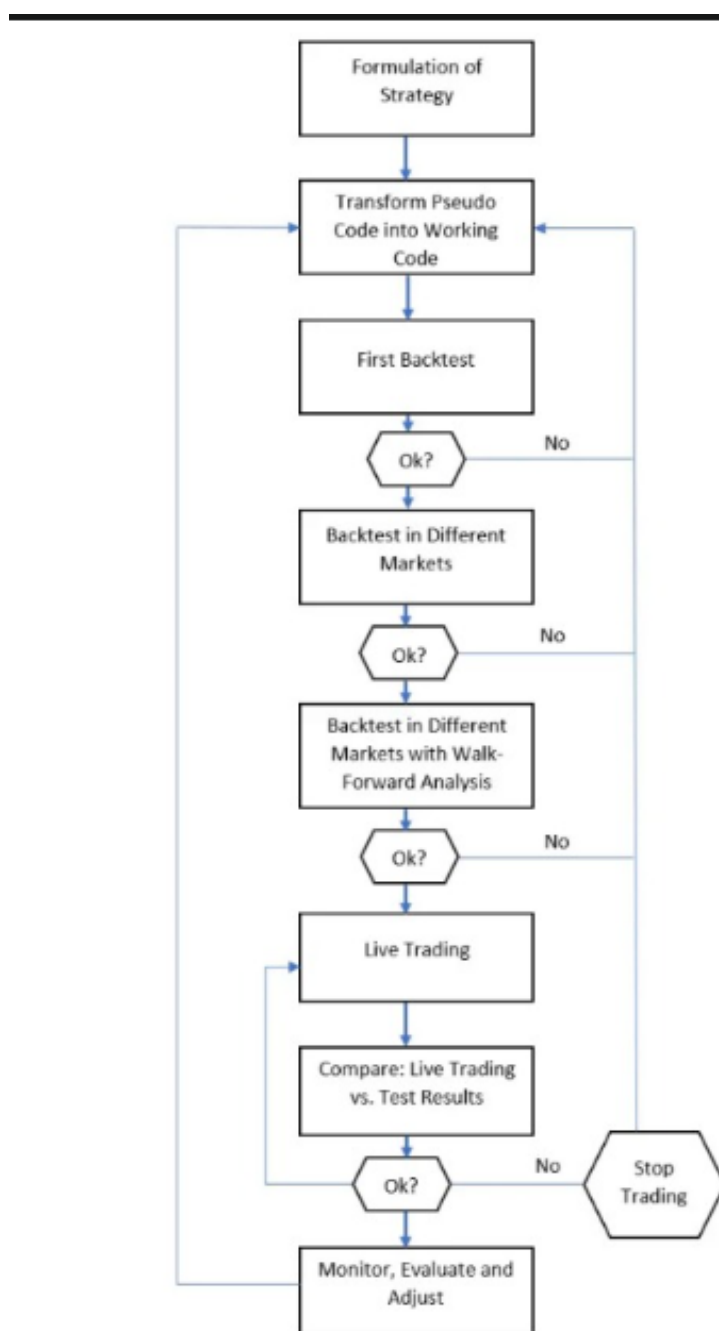 Formulation of
Strategy
Transform Pseudo
Code into Working
Code
First Backtest
Ok?
No
Backtest in Different
Markets
Ok?
No
Backtest in Different
Markets with Walk-
Forward Analysis
Ok?
No
Live Trading
Compare: Live Trading
vs. Test Results
Ok?
No
Stop
Trading
Monitor, Evaluate and
Adjust